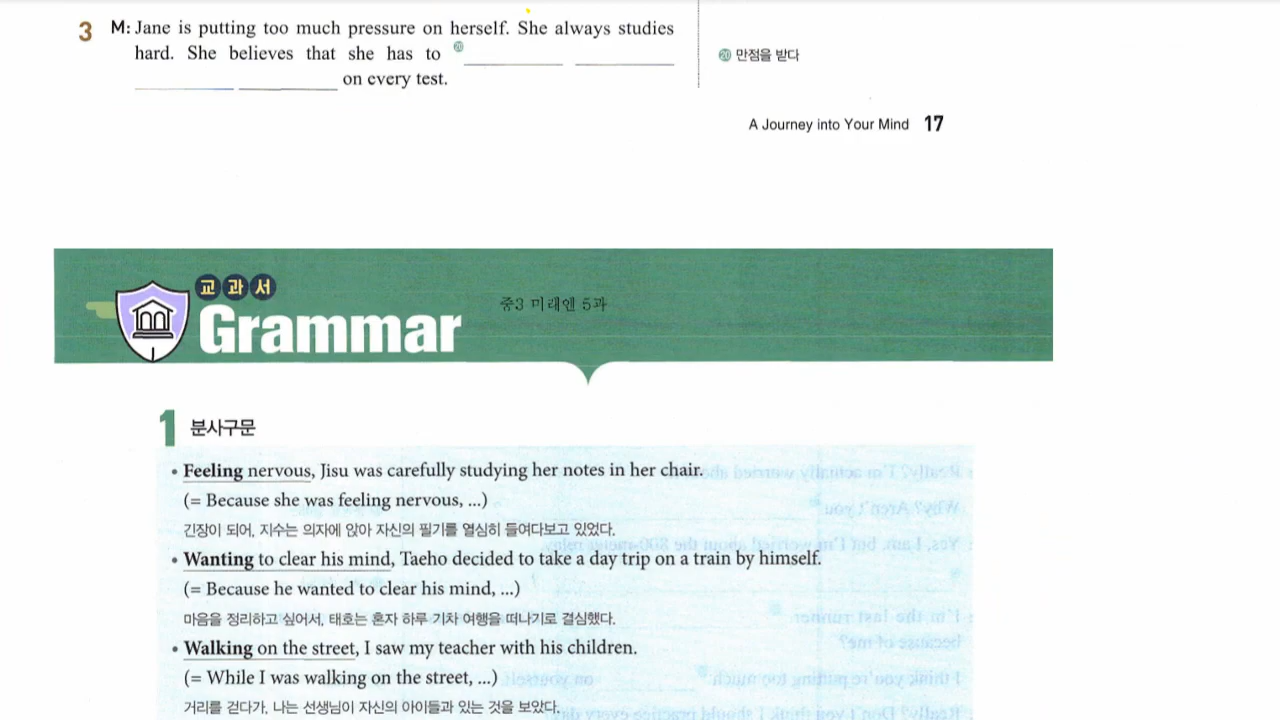 3 M: Jane is putting too much pressure on herself. She always studies
hard. She believes that she has to ⑳ ________ ________
________ ________ on every test.
⑳ 만점을 받다
A Journey into Your Mind 17
교과서
Grammar
중3 미래엔 5과
1 분사구문
• Feeling nervous, Jisu was carefully studying her notes in her chair.
(= Because she was feeling nervous, ...)
긴장이 되어, 지수는 의자에 앉아 자신의 필기를 열심히 들여다보고 있었다.
• Wanting to clear his mind, Taeho decided to take a day trip on a train by himself.
(= Because he wanted to clear his mind, ...)
마음을 정리하고 싶어서, 태호는 혼자 하루 기차 여행을 떠나기로 결심했다.
• Walking on the street, I saw my teacher with his children.
(= While I was walking on the street, ...)
거리를 걷다가, 나는 선생님이 자신의 아이들과 있는 것을 보았다.